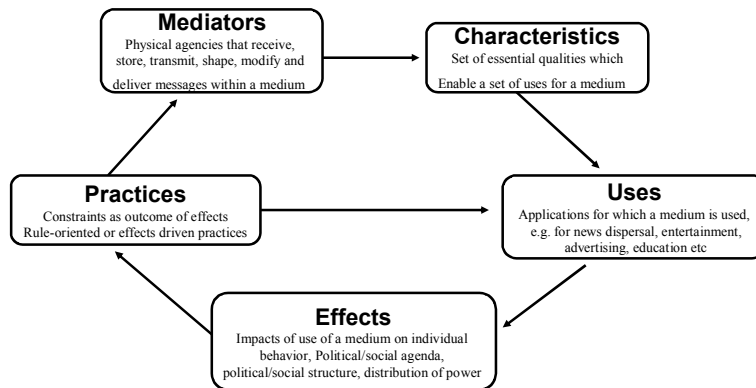 Mediators
Physical agencies that receive,
store, transmit, shape, modify and
deliver messages within a medium
Characteristics
Set of essential qualities which
Enable a set of uses for a medium
Practices
Constraints as outcome of effects
Rule-oriented or effects driven practices
Uses
Applications for which a medium is used,
e.g. for news dispersal, entertainment,
advertising, education etc
Effects
Impacts of use of a medium on individual
behavior, Political/social agenda,
political/social structure, distribution of power